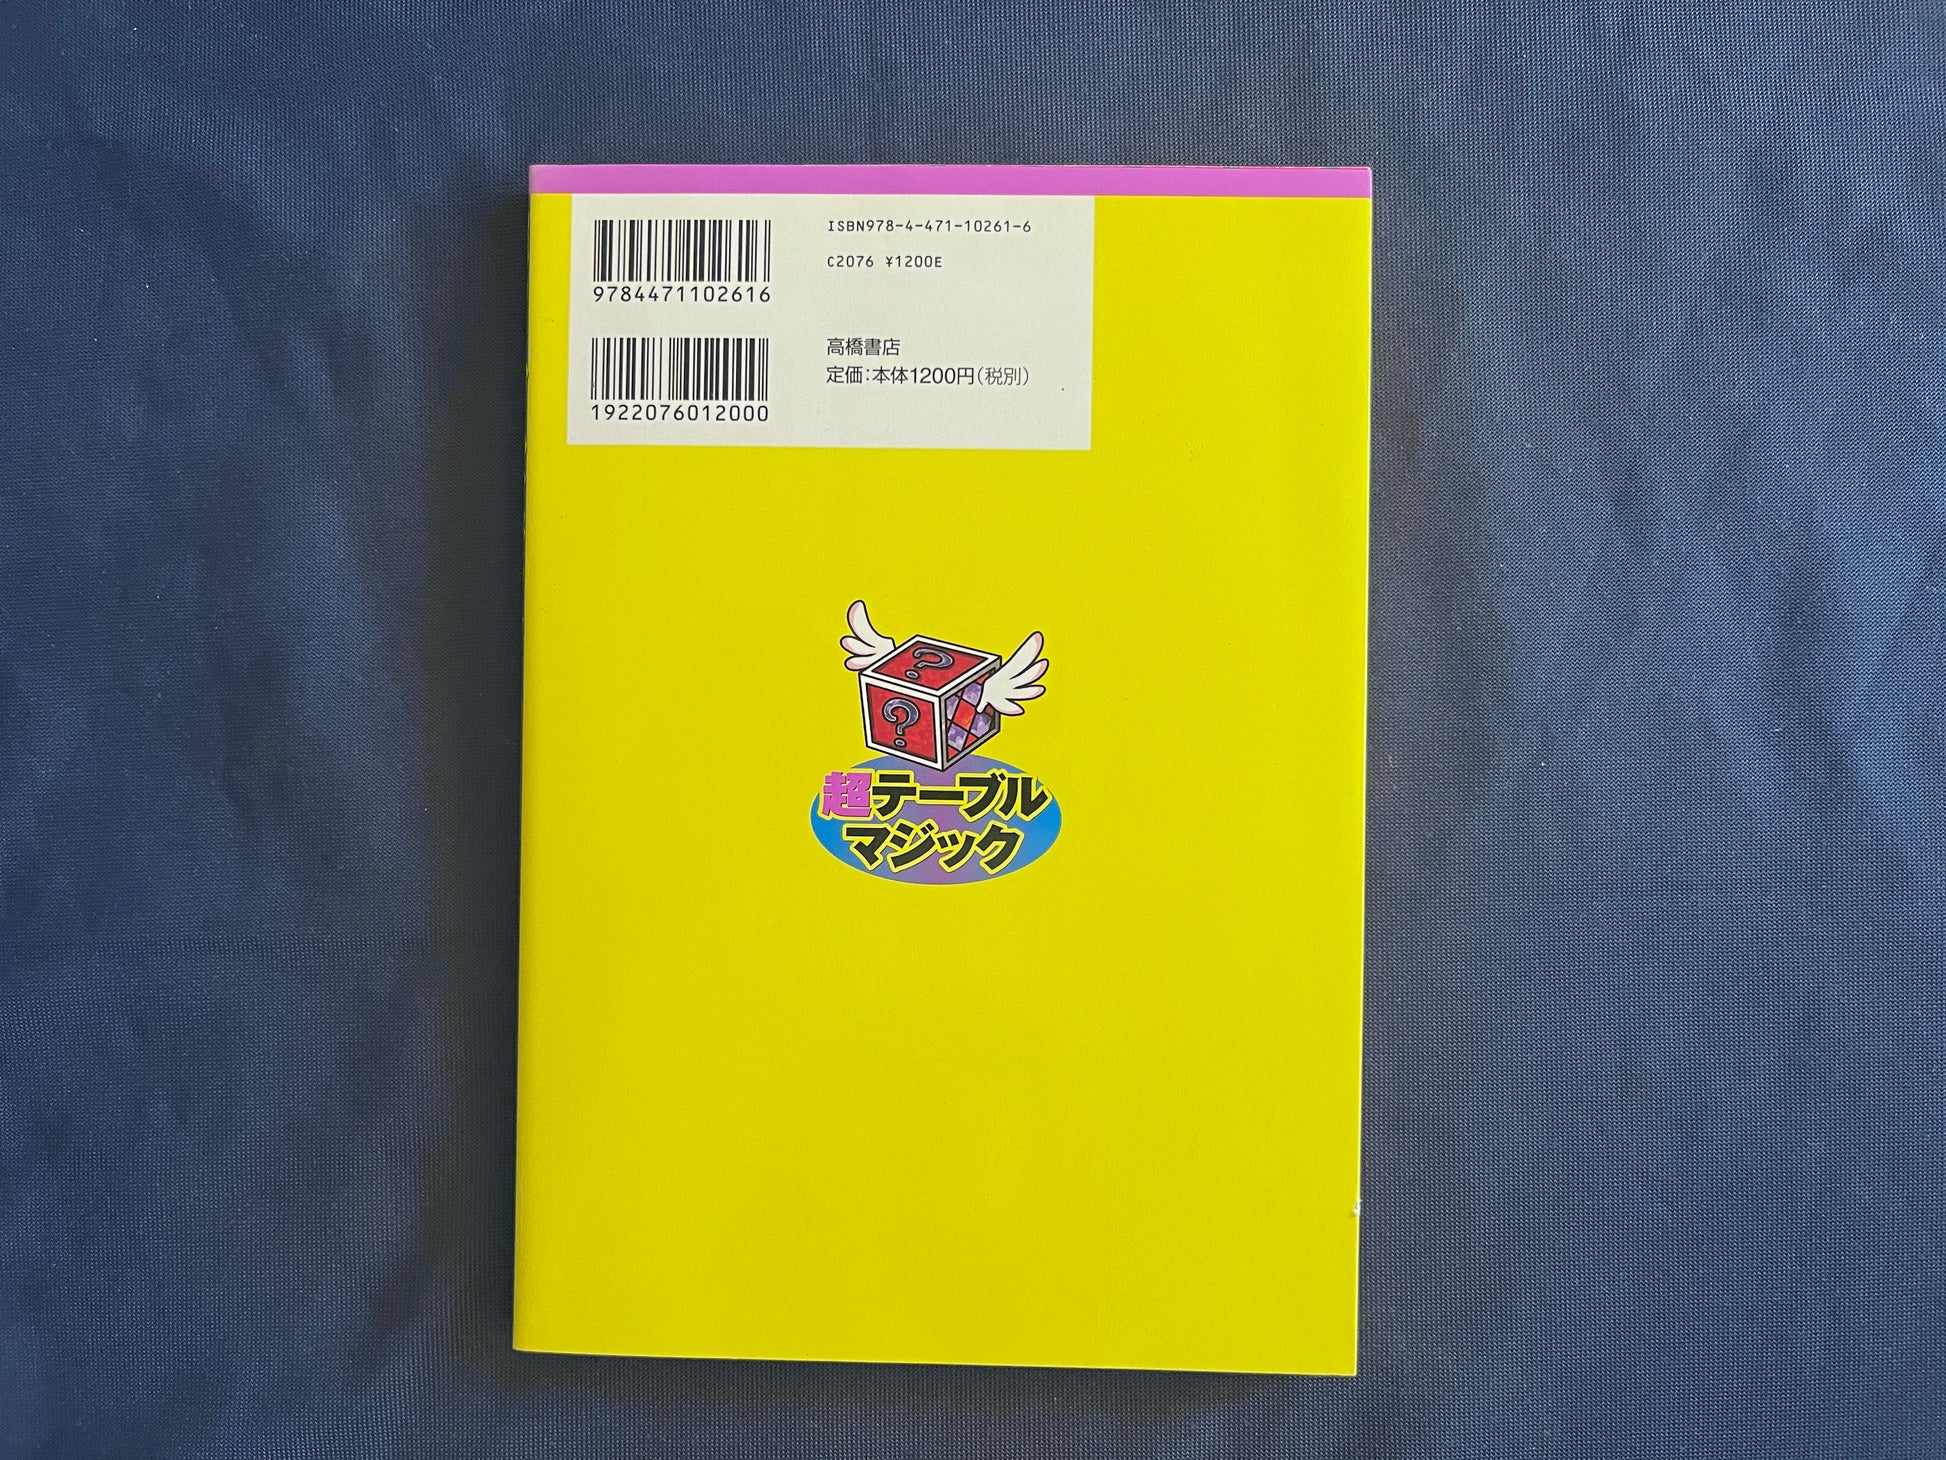 9784471102616
ISBN978-4-471-10261-6
C2076 ¥1200E
1922076012000
高橋書店
定価:本体1200円(税別)
?
?
超テーブル
マジック